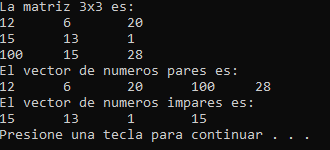 La matriz 3x3 es:
12 6 20
15 13 1
100 15 28
El vector de numeros pares es:
12 6 20 100 28
El vector de numeros impares es:
15 13 1 15
Presione una tecla para continuar . . .